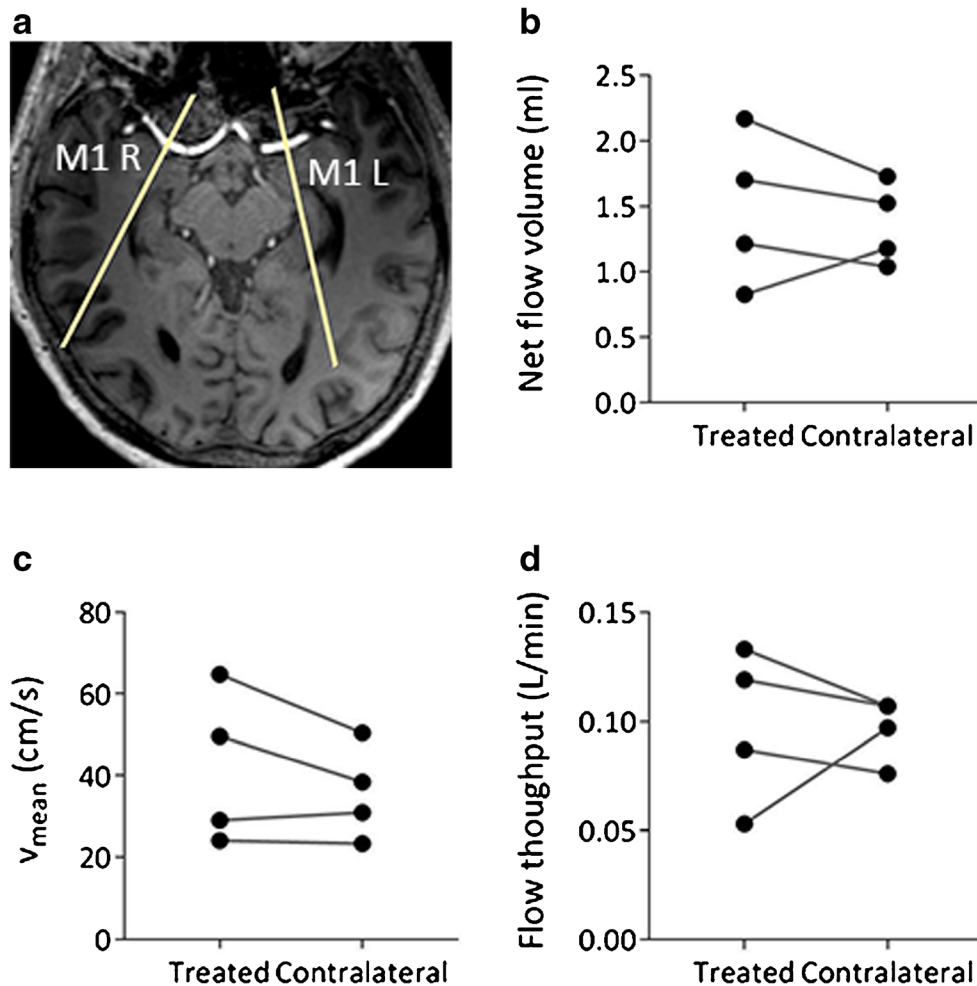 a
M1 R
M1 L
b
Net flow volume (ml)
2.5
2.0
1.5
1.0
0.5
0.0
Treated Contralateral
c
vmean (cm/s)
80
60
40
20
0
Treated Contralateral
d
Flow thoughput (L/min)
0.15
0.10
0.05
0.00
Treated Contralateral